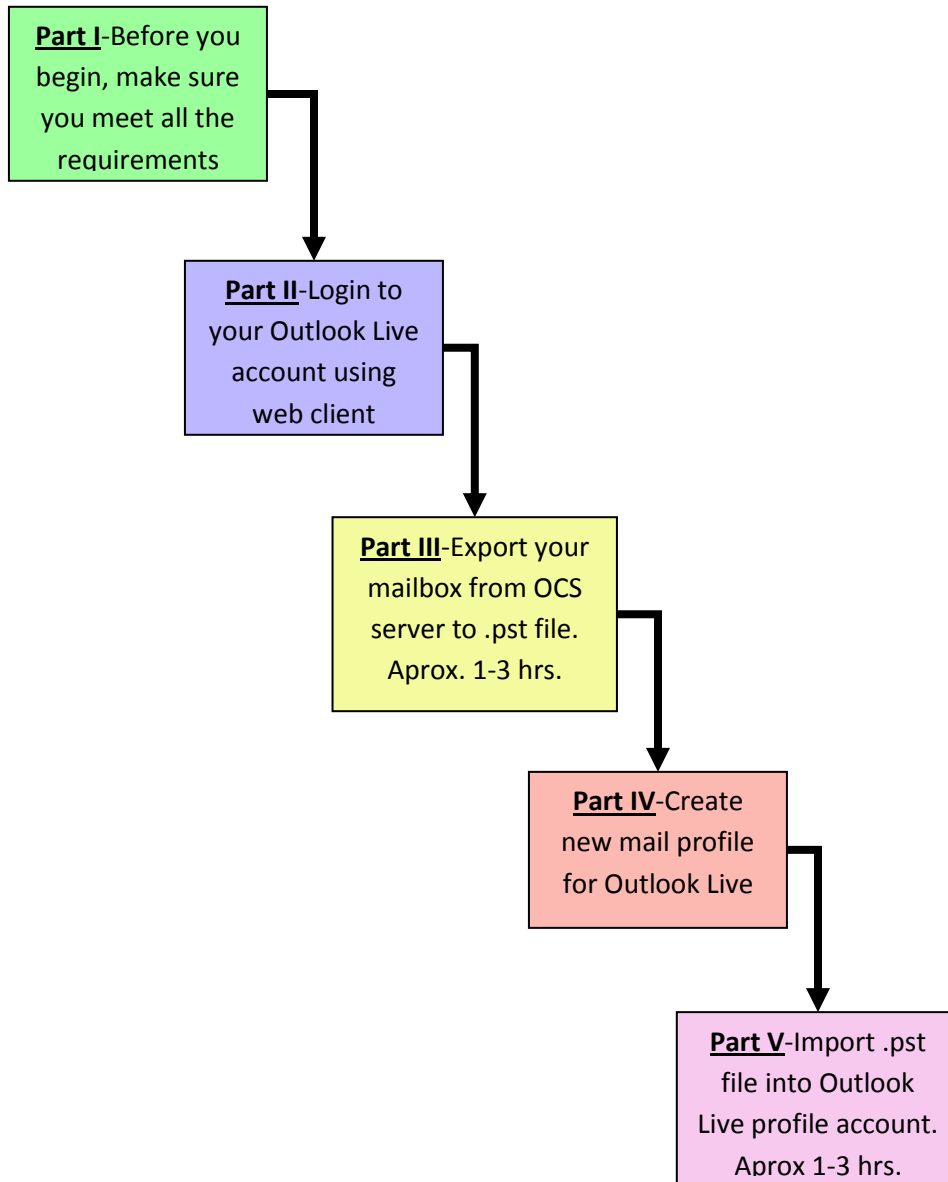 Part I-Before you
begin, make sure
you meet all the
requirements
Part II-Login to
your Outlook Live
account using
web client
Part III-Export your
mailbox from OCS
server to .pst file.
Aprox. 1-3 hrs.
Part IV-Create
new mail profile
for Outlook Live
Part V-Import .pst
file into Outlook
Live profile account.
Aprox 1-3 hrs.